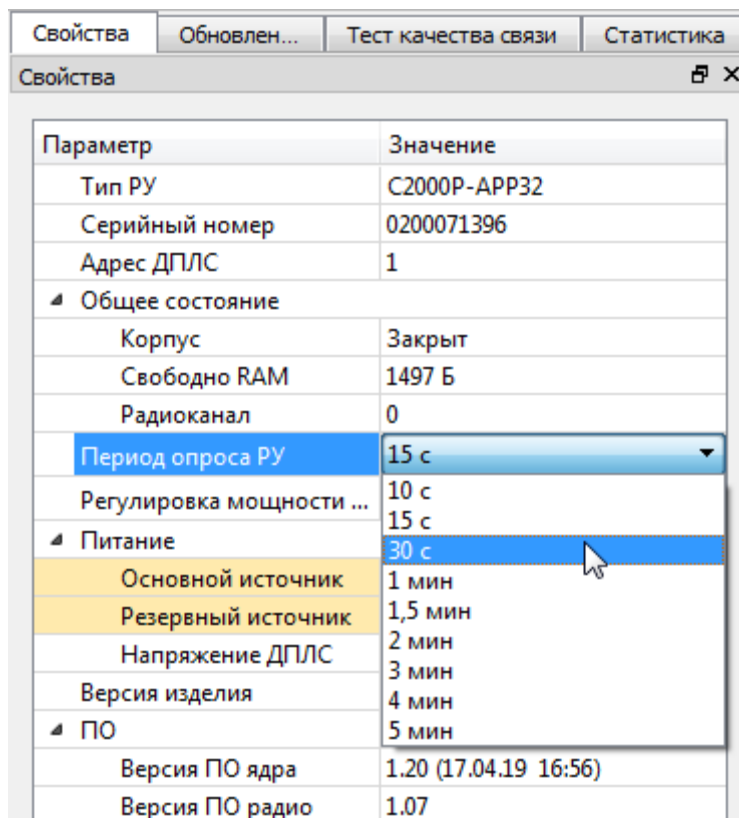 Свойства Обновлен... Тест качества связи Статистика
Свойства
Параметр Значение
Тип РУ С2000Р-АРР32
Серийный номер 0200071396
Адрес ДПЛС 1
Общее состояние
Корпус Закрыт
Свободно RAM 1497 Б
Радиоканал 0
Период опроса РУ 15 с
Регулировка мощности ... 10 с
15 с
Питание 30 с
Основной источник 1 мин
Резервный источник 1,5 мин
2 мин
Напряжение ДПЛС 3 мин
Версия изделия 4 мин
ПО 5 мин
Версия ПО ядра 1.20 (17.04.19 16:56)
Версия ПО радио 1.07